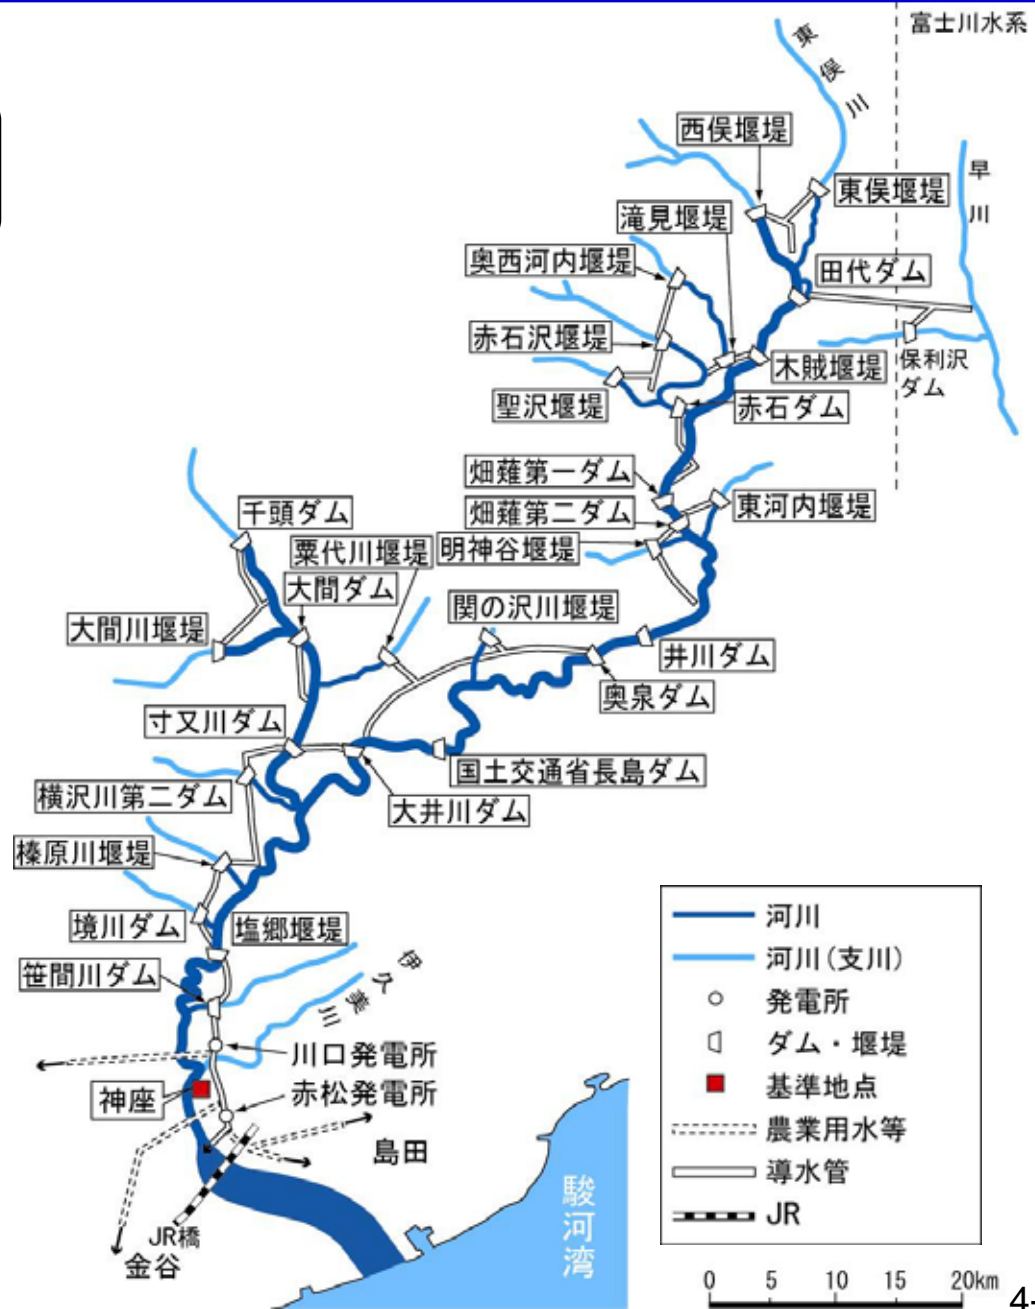 富士川水系
東俣川
西俣堰堤
早川
東俣堰堤
滝見堰堤
奥西河内堰堤
田代ダム
赤石沢堰堤
木賊堰堤
保利沢
ダム
聖沢堰堤
赤石ダム
畑薙第一ダム
東河内堰堤
千頭ダム
畑薙第二ダム
粟代川堰堤
明神谷堰堤
大間ダム
関の沢川堰堤
大間川堰堤
井川ダム
奥泉ダム
寸又川ダム
国土交通省長島ダム
横沢川第二ダム
大井川ダム
榛原川堰堤
境川ダム
塩郷堰堤
笹間川ダム
伊久美川
川口発電所
神座
赤松発電所
島田
JR橋
金谷
駿河湾
河川
河川(支川)
発電所
ダム・堰堤
基準地点
農業用水等
導水管
JR
0 5 10 15 20km